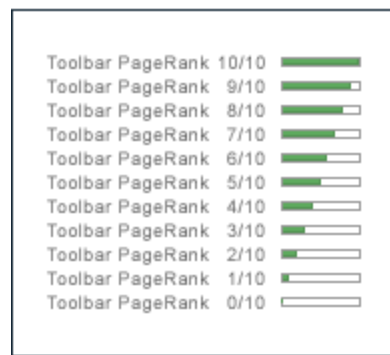 Toolbar PageRank 10/10
Toolbar PageRank 9/10
Toolbar PageRank 8/10
Toolbar PageRank 7/10
Toolbar PageRank 6/10
Toolbar PageRank 5/10
Toolbar PageRank 4/10
Toolbar PageRank 3/10
Toolbar PageRank 2/10
Toolbar PageRank 1/10
Toolbar PageRank 0/10